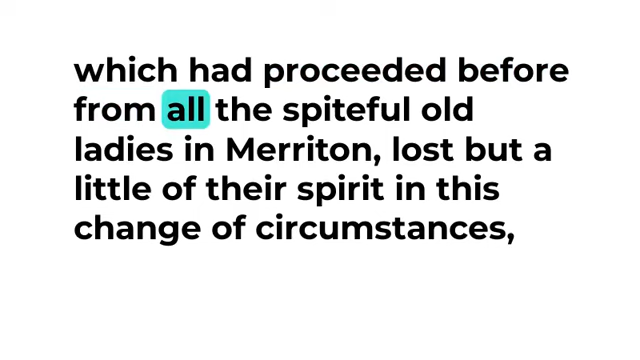 which had proceeded before
from all the spiteful old
ladies in Merriton, lost but a
little of their spirit in this
change of circumstances,